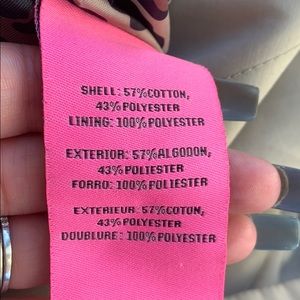 SHELL: 57%COTTON,
43%POLYESTER
LINING: 100%POLYESTER
EXTERIOR: 57%ALGODON,
43%POLIESTER
FORRO: 100%POLIESTER
EXTERIEUR: 57%COTON,
43%POLYESTER
DOUBLURE: 100%POLYESTER